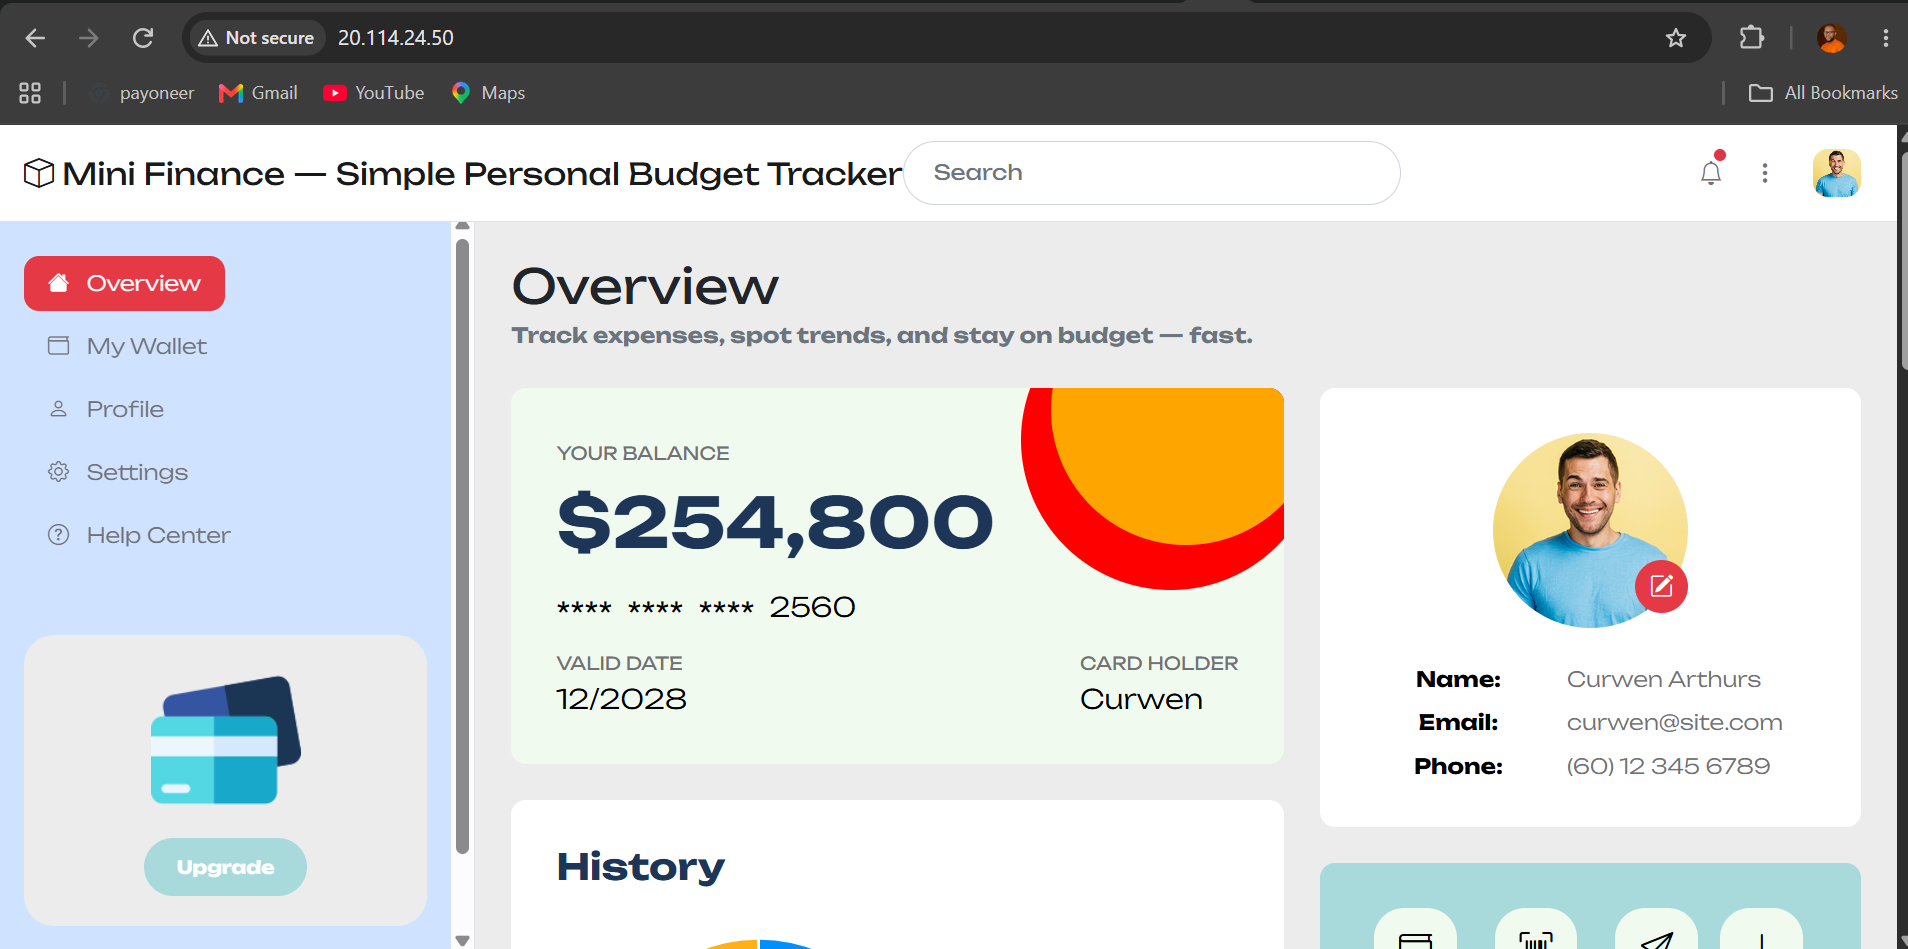 Not secure
20.114.24.50
payoneer
Gmail
YouTube
Maps
All Bookmarks
Mini Finance — Simple Personal Budget Tracker
Search
Overview
My Wallet
Profile
Settings
Help Center
Upgrade
Overview
Track expenses, spot trends, and stay on budget — fast.
YOUR BALANCE
$254,800
**** **** **** 2560
VALID DATE
12/2028
CARD HOLDER
Curwen
History
Name: Curwen Arthurs
Email: curwen@site.com
Phone: (60) 12 345 6789